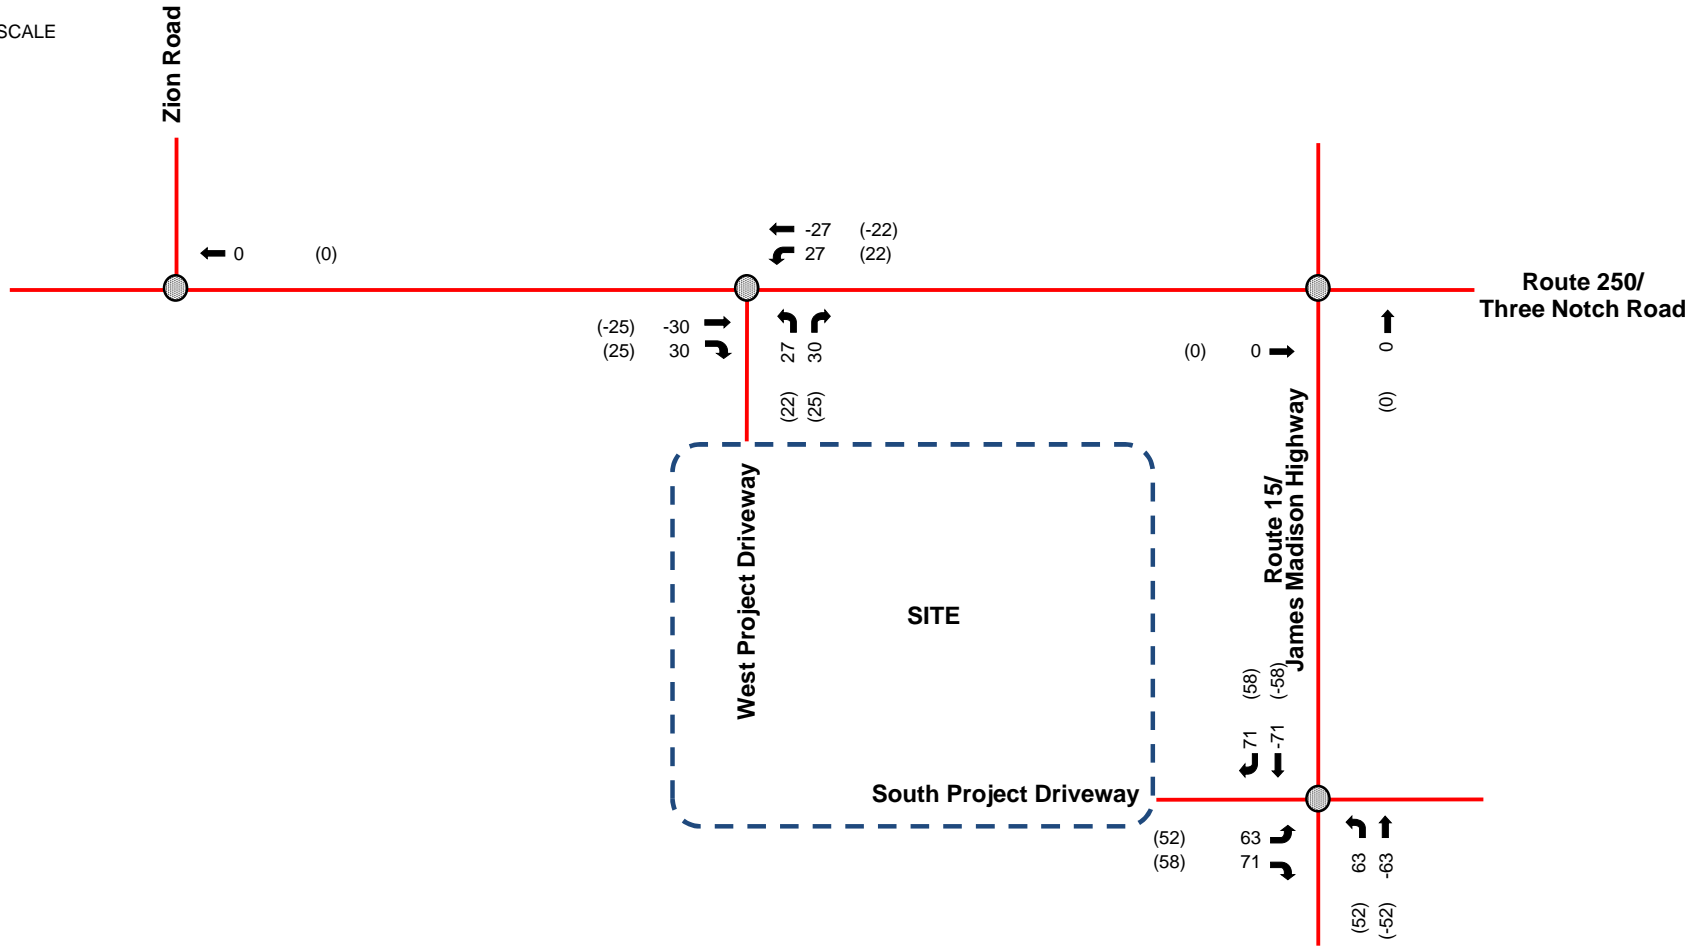 SCALE
Zion Road
0 (0)
-27 (-22)
27 (22)
Route 250/
Three Notch Road
(-25) -30
(25) 30
27 (22)
30 (25)
(0) 0
0 (0)
Route 15/
James Madison Highway
West Project Driveway
SITE
71 (58)
-71 (-58)
South Project Driveway
(52) 63
(58) 71
63 (52)
-63 (-52)